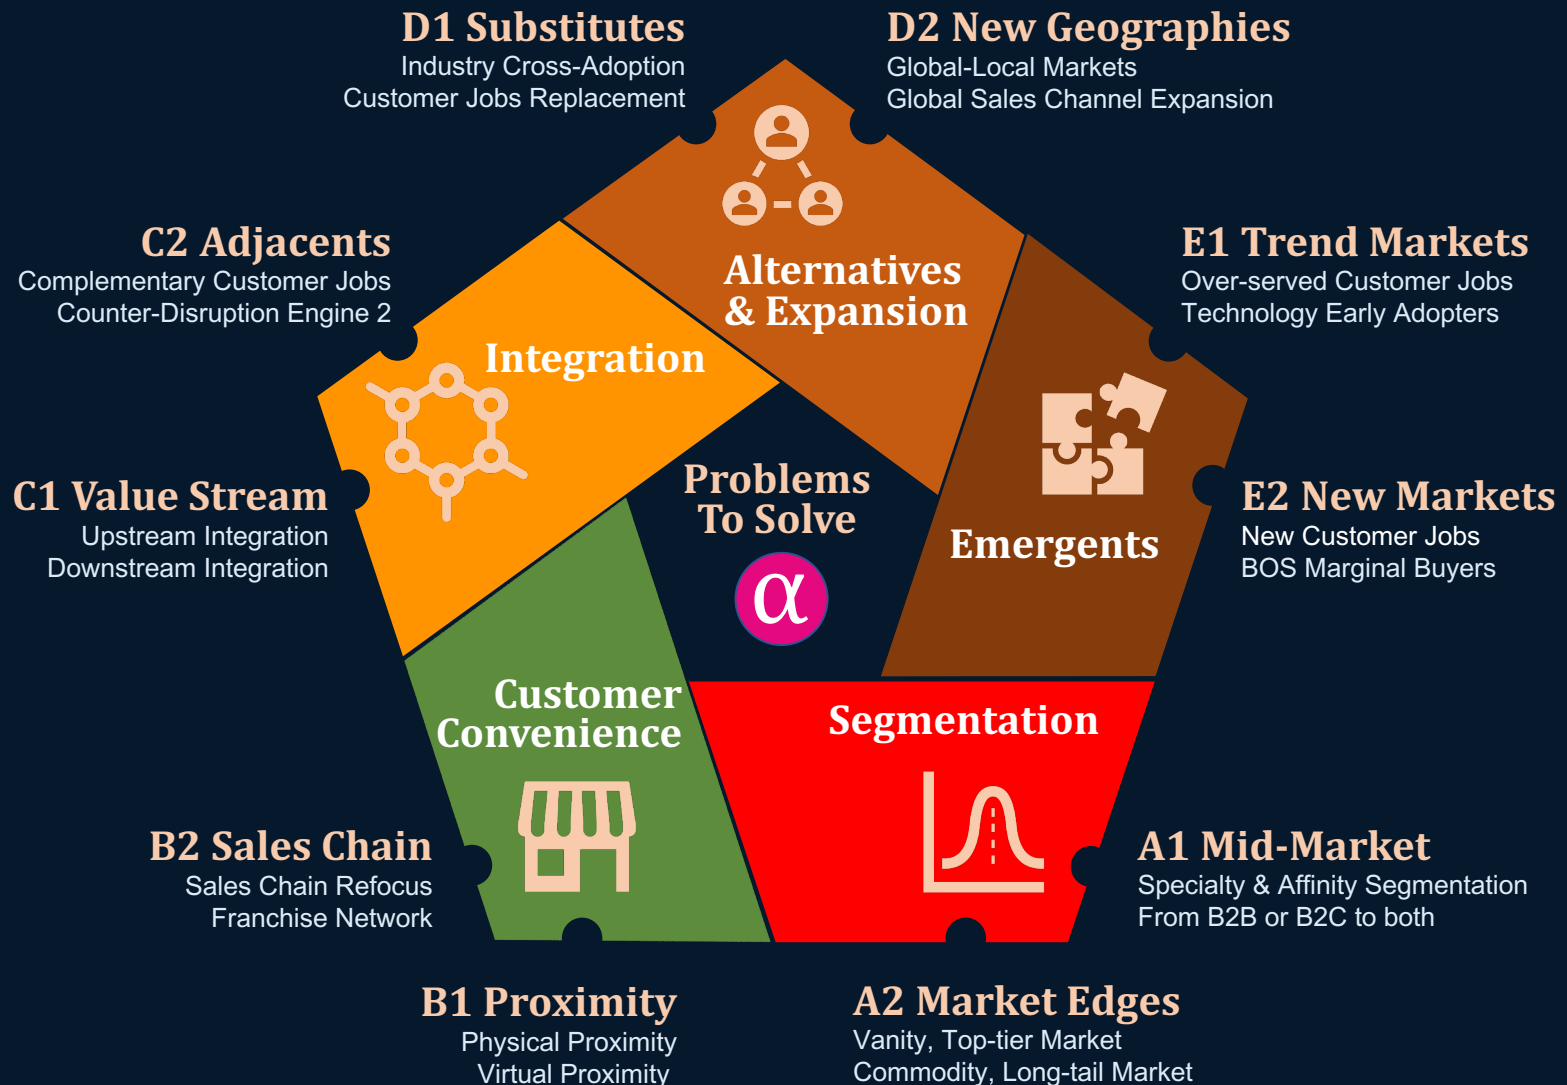 D1 Substitutes
Industry Cross-Adoption
Customer Jobs Replacement
D2 New Geographies
Global-Local Markets
Global Sales Channel Expansion
C2 Adjacents
Complementary Customer Jobs
Counter-Disruption Engine 2
Alternatives
& Expansion
E1 Trend Markets
Over-served Customer Jobs
Technology Early Adopters
Integration
C1 Value Stream
Upstream Integration
Downstream Integration
Problems
To Solve
α
Emergents
E2 New Markets
New Customer Jobs
BOS Marginal Buyers
Customer
Convenience
Segmentation
B2 Sales Chain
Sales Chain Refocus
Franchise Network
A1 Mid-Market
Specialty & Affinity Segmentation
From B2B or B2C to both
B1 Proximity
Physical Proximity
Virtual Proximity
A2 Market Edges
Vanity, Top-tier Market
Commodity, Long-tail Market